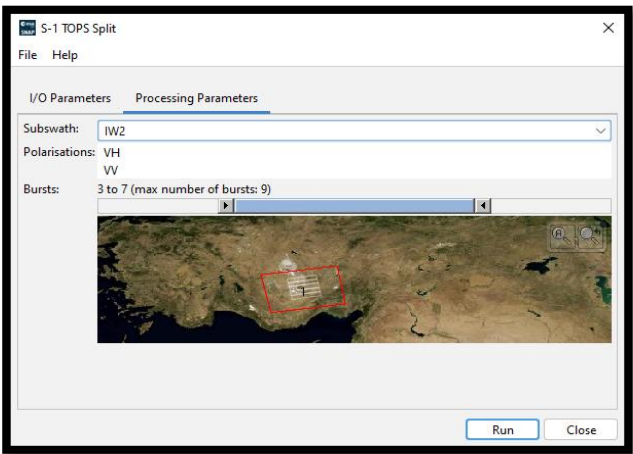 S-1 TOPS Split
File Help
I/O Parameters Processing Parameters
Subswath: IW2
Polarisations: VH
VV
Bursts: 3 to 7 (max number of bursts: 9)
Run Close